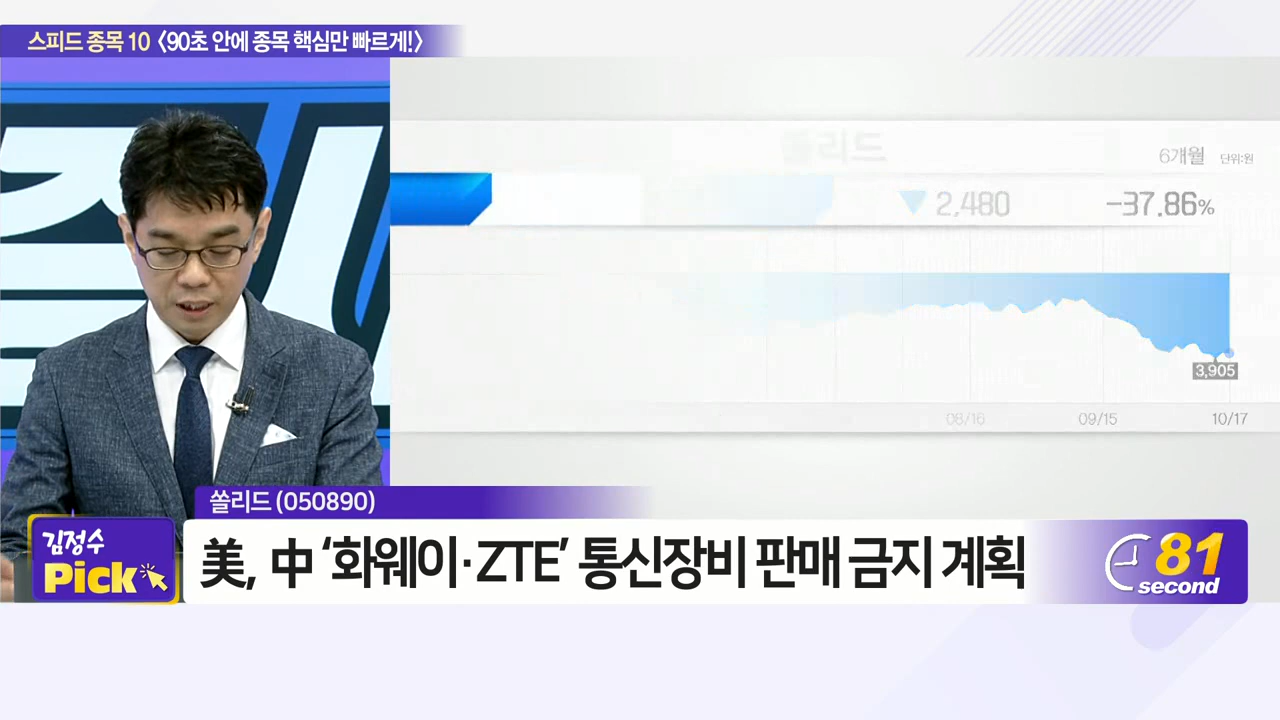 스피드 종목 10 <90초 안에 종목 핵심만 빠르게!>
쏠리드
6개월 단위:원
▼ 2,480 -37.86%
3,905
08/16 09/15 10/17
쏠리드 (050890)
김정수
Pick
美, 中 ‘화웨이·ZTE’ 통신장비 판매 금지 계획
81
second